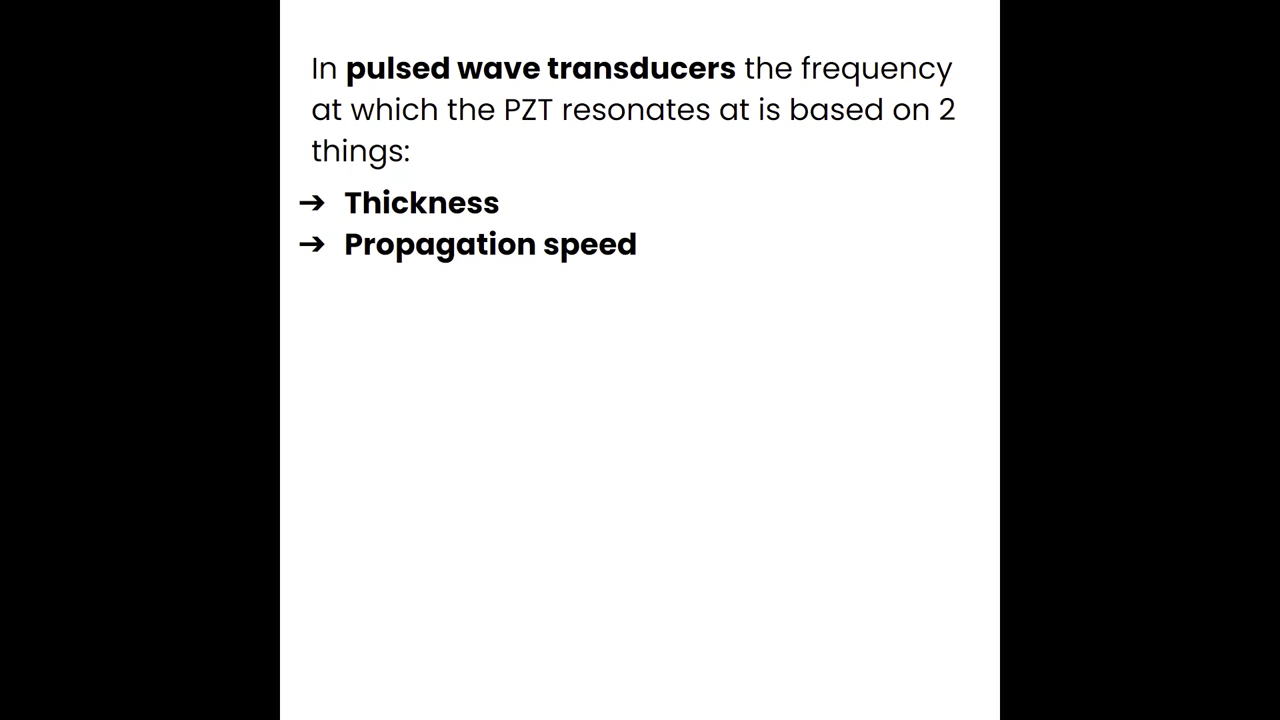 In pulsed wave transducers the frequency
at which the PZT resonates at is based on 2
things:
➔ Thickness
➔ Propagation speed